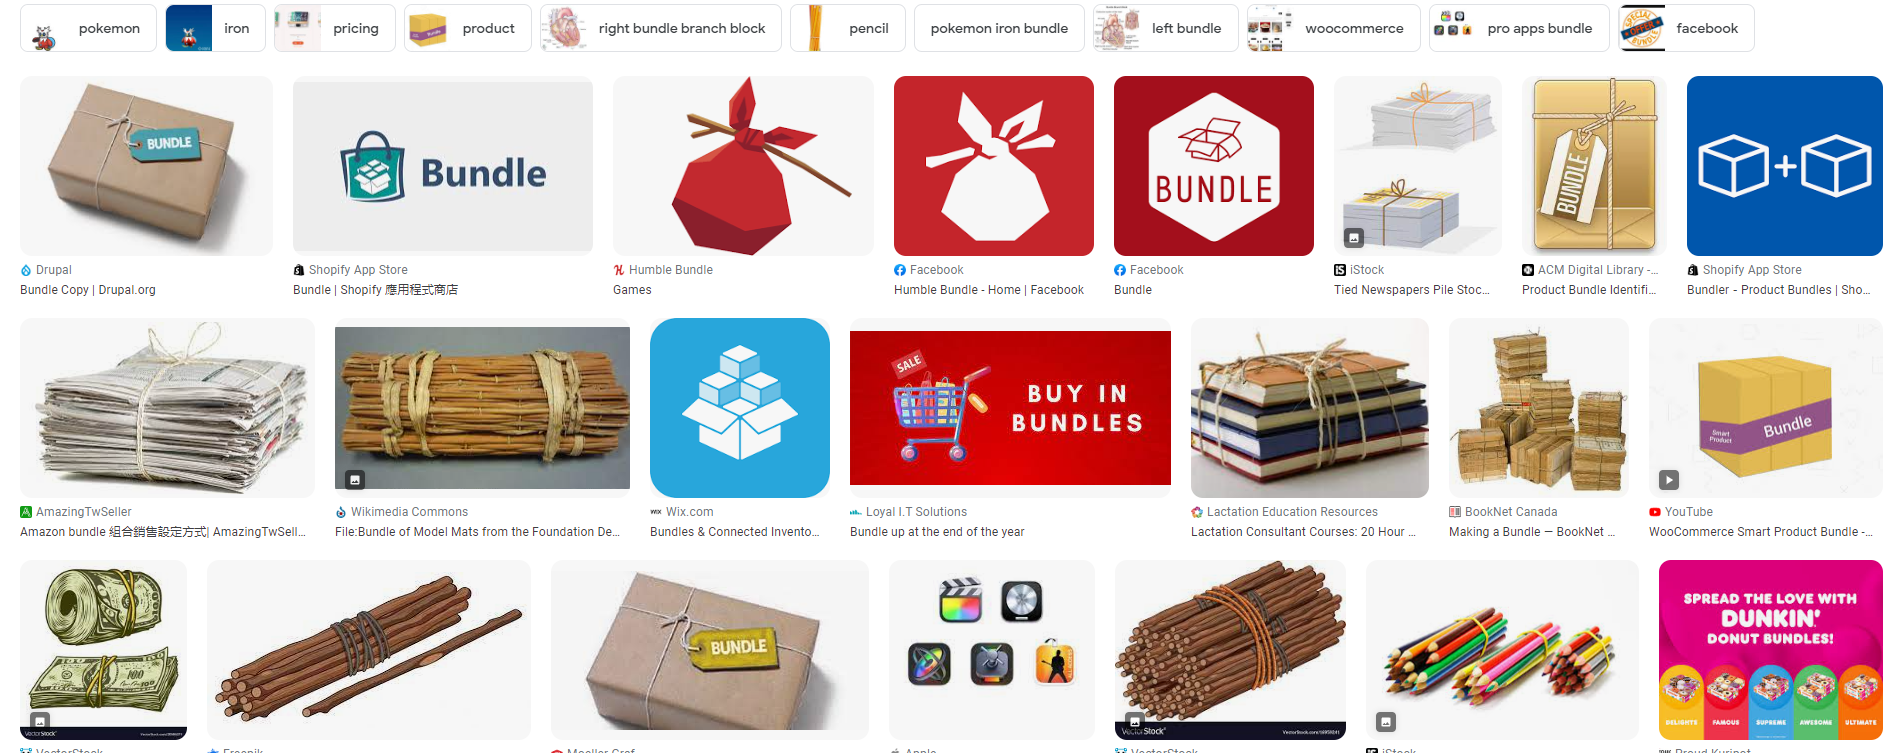 pokemon
iron
pricing
product
right bundle branch block
pencil
pokemon iron bundle
left bundle
woocommerce
pro apps bundle
facebook
BUNDLE
Bundle
BUNDLE
BUNDLE
Drupal
Bundle Copy | Drupal.org
Shopify App Store
Bundle | Shopify 應用程式商店
Humble Bundle
Games
Facebook
Humble Bundle - Home | Facebook
Facebook
Bundle
iStock
Tied Newspapers Pile Stoc...
ACM Digital Library -...
Product Bundle Identifi...
Shopify App Store
Bundler - Product Bundles | Sho...
SALE
BUY IN
BUNDLES
Smart
Product
Bundle
AmazingTwSeller
Amazon bundle 組合銷售設定方式| AmazingTwSell...
Wikimedia Commons
File:Bundle of Model Mats from the Foundation De...
Wix.com
Bundles & Connected Invento...
Loyal I.T Solutions
Bundle up at the end of the year
Lactation Education Resources
Lactation Consultant Courses: 20 Hour ...
BookNet Canada
Making a Bundle — BookNet ...
YouTube
WooCommerce Smart Product Bundle -...
VectorStock
BUNDLE
VectorStock
SPREAD THE LOVE WITH
DUNKIN'
DONUT BUNDLES!
DELIGHTS
FAMOUS
SUPREME
AWESOME
ULTIMATE
VectorStock
Freepik
Apple
VectorStock
iStock